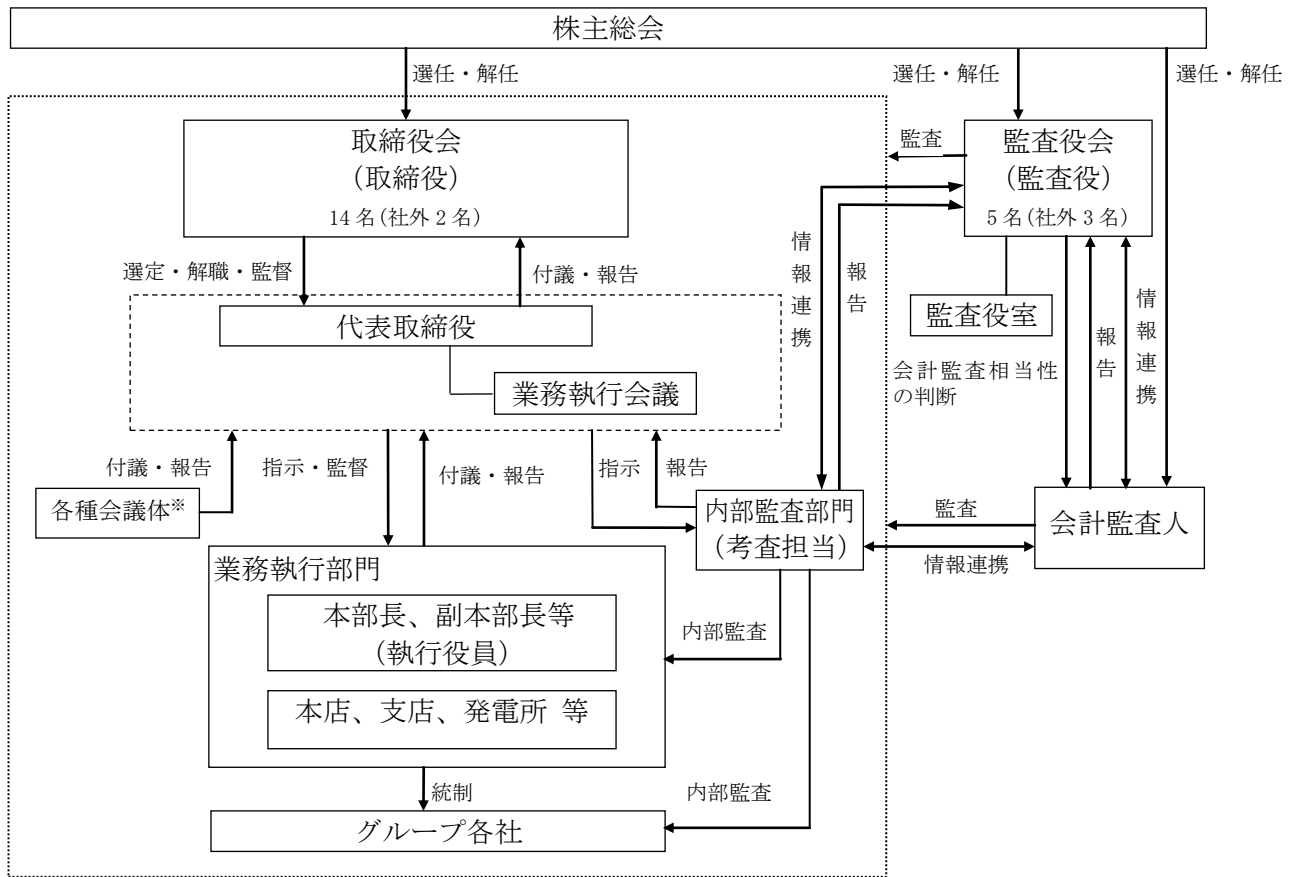 株主総会
選任・解任
選任・解任
選任・解任
取締役会
(取締役)
14名(社外2名)
監査
監査役会
(監査役)
5名(社外3名)
選定・解職・監督
付議・報告
情報連携
報告
代表取締役
業務執行会議
監査役室
会計監査相当性
の判断
報告
情報連携
付議・報告
指示・監督
付議・報告
指示
報告
各種会議体※
内部監査部門
(考査担当)
監査
情報連携
会計監査人
業務執行部門
本部長、副本部長等
(執行役員)
内部監査
本店、支店、発電所 等
統制
内部監査
グループ各社